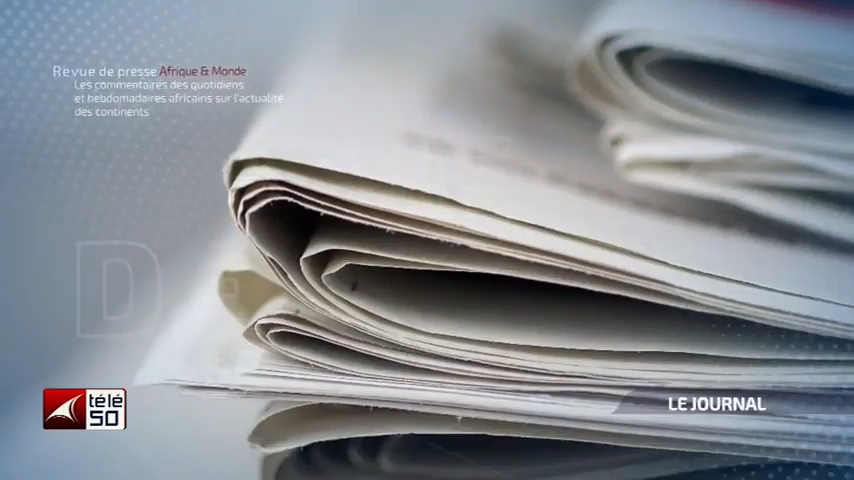 Revue de presse Afrique & Monde
Les commentaires des quotidiens
et hebdomadaires africains sur l'actualité
des continents
D
télé
50
LE JOURNAL